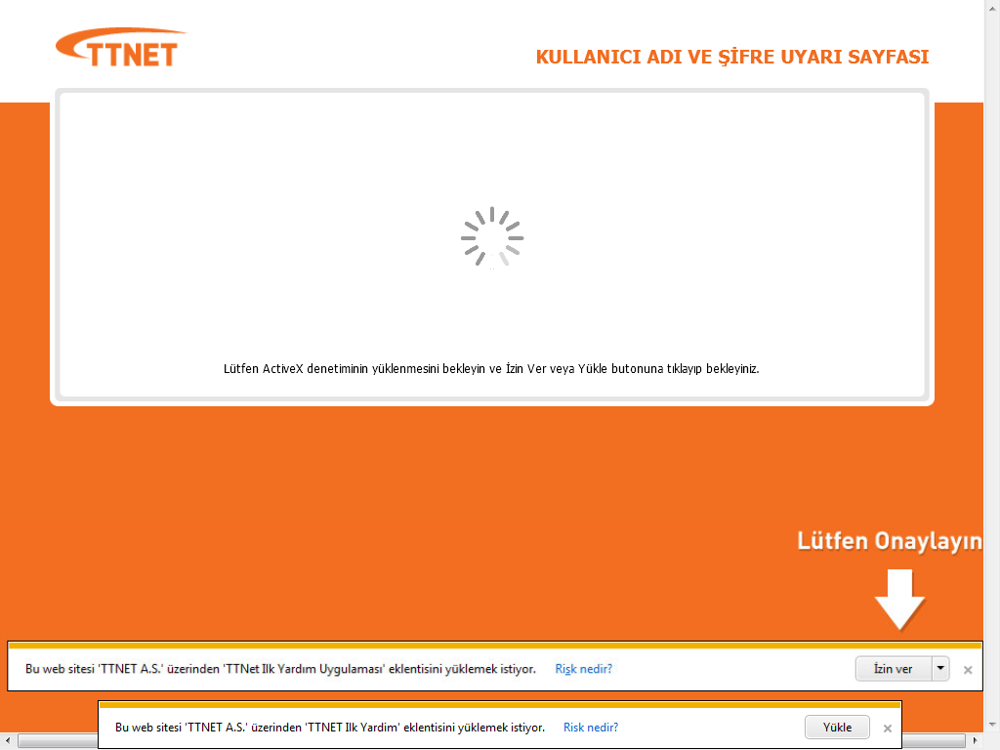 TTNET
KULLANICI ADI VE ŞİFRE UYARI SAYFASI
Lütfen ActiveX denetiminin yüklenmesini bekleyin ve İzin Ver veya Yükle butonuna tıklayıp bekleyiniz.
Lütfen Onaylayın
Bu web sitesi 'TTNET A.S.' üzerinden 'TTNet Ilk Yardım Uygulaması' eklentisini yüklemek istiyor. Risk nedir? İzin ver
Bu web sitesi 'TTNET A.S.' üzerinden 'TTNET Ilk Yardim' eklentisini yüklemek istiyor. Risk nedir? Yükle